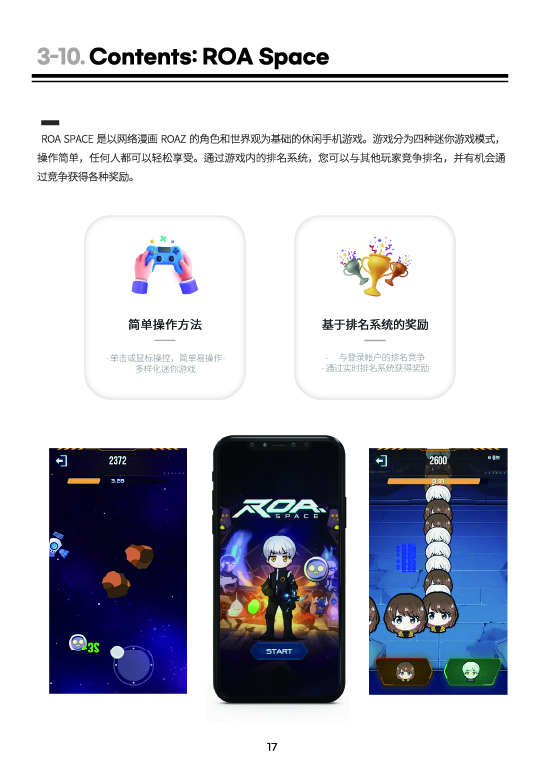 3-10. Contents: ROA Space
ROA SPACE 是以网络漫画 ROAZ 的角色和世界观为基础的休闲手机游戏。游戏分为四种迷你游戏模式，
操作简单，任何人都可以轻松享受。通过游戏内的排名系统，您可以与其他玩家竞争排名，并有机会通
过竞争获得各种奖励。
简单操作方法
- 单击或鼠标操控，简单易操作-
多样化迷你游戏
基于排名系统的奖励
- 与登录帐户的排名竞争
- 通过实时排名系统获得奖励
2372
3.28
-3S
ROA
SPACE
START
2600
17